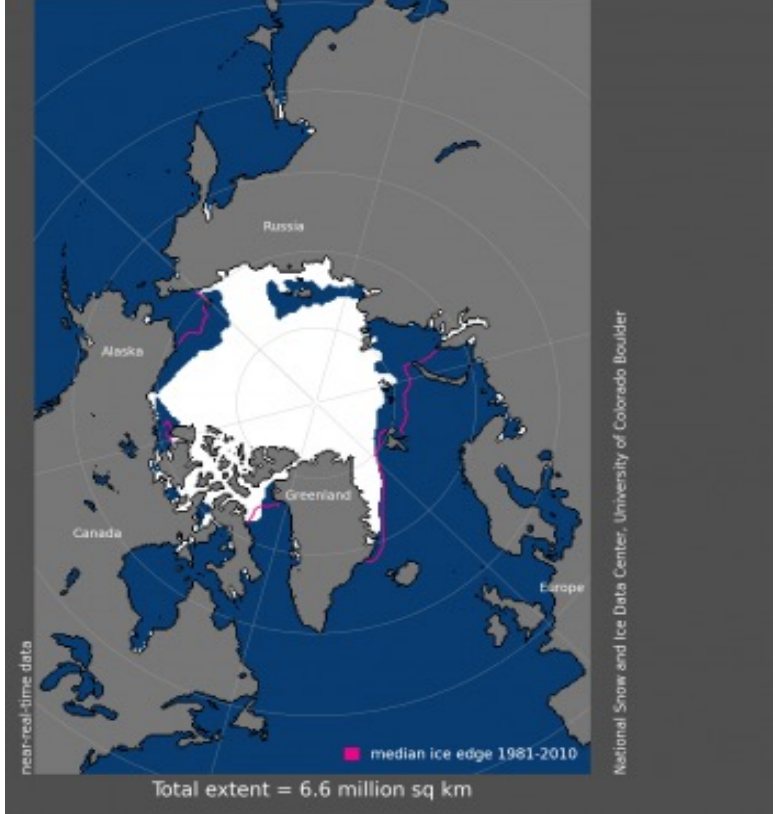 Russia
Alaska
Greenland
Canada
Europe
near-real-time data
National Snow and Ice Data Center, University of Colorado Boulder
median ice edge 1981-2010
Total extent = 6.6 million sq km